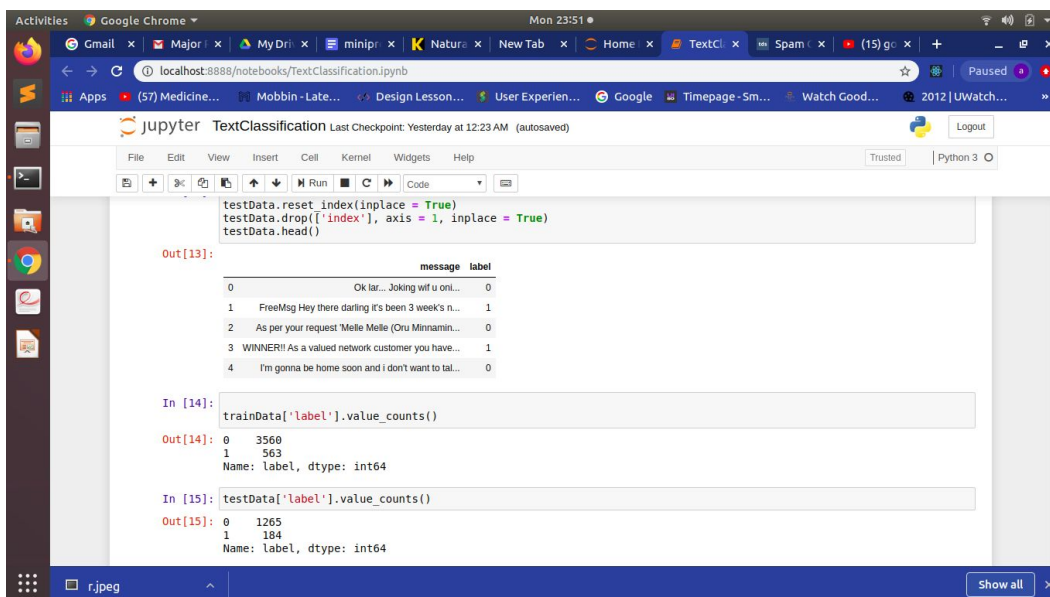 Activities Google Chrome Mon 23:51
Gmail Major F My Driv minipro Natura New Tab Home TextCl Spam C (15) go
localhost:8888/notebooks/TextClassification.ipynb Paused a
Apps (57) Medicine... Mobbin - Late... Design Lesson... User Experien... Google Timepage - Sm... Watch Good... 2012 | UWatch... »
jupyter TextClassification Last Checkpoint: Yesterday at 12:23 AM (autosaved) Logout
File Edit View Insert Cell Kernel Widgets Help Trusted Python 3
Run Code
testData.reset_index(inplace = True)
testData.drop(['index'], axis = 1, inplace = True)
testData.head()
Out[13]:
message label
0 Ok lar... Joking wif u oni... 0
1 FreeMsg Hey there darling it's been 3 week's n... 1
2 As per your request 'Melle Melle (Oru Minnamin... 0
3 WINNER!! As a valued network customer you have... 1
4 I'm gonna be home soon and i don't want to tal... 0
In [14]:
trainData['label'].value_counts()
Out[14]: 0 3560
1 563
Name: label, dtype: int64
In [15]: testData['label'].value_counts()
Out[15]: 0 1265
1 184
Name: label, dtype: int64
r.jpeg Show all